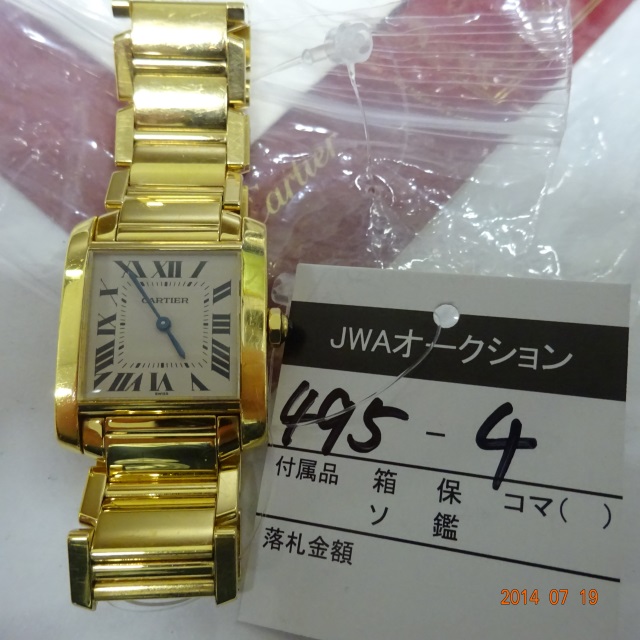 Cartier
XII
CARTIER
JWAオークション
495-4
付属品 箱 保 コマ( )
ソ 鑑
落札金額
2014 07 19